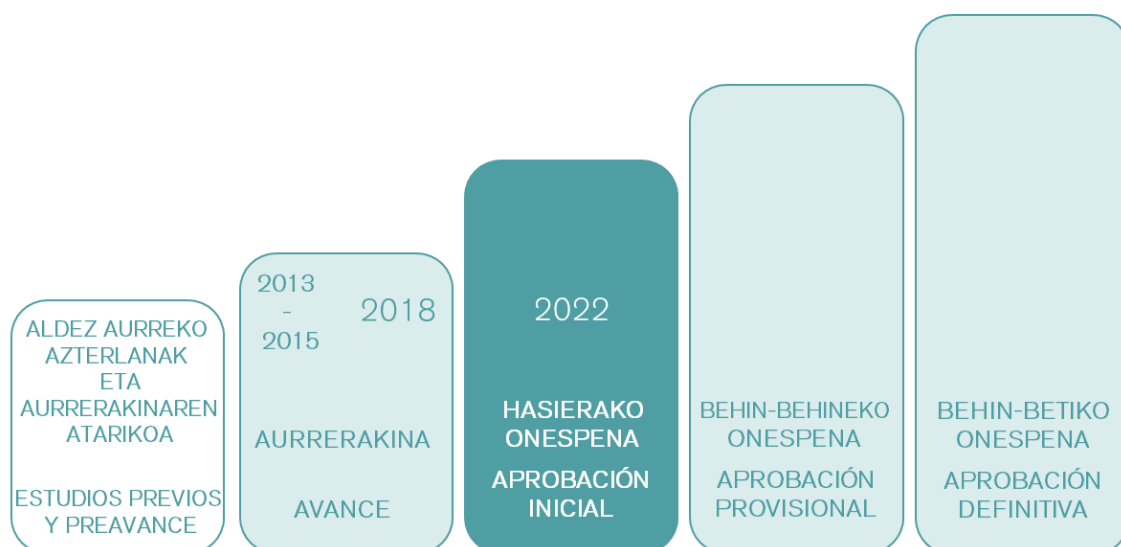 ALDEZ AURREKO
AZTERLANAK
ETA
AURRERAKINAREN
ATARIKOA
ESTUDIOS PREVIOS
Y PREAVANCE
2013
-
2015
2018
AURRERAKINA
AVANCE
2022
HASIERAKO
ONESPENA
APROBACIÓN
INICIAL
BEHIN-BEHINEKO
ONESPENA
APROBACIÓN
PROVISIONAL
BEHIN-BETIKO
ONESPENA
APROBACIÓN
DEFINITIVA